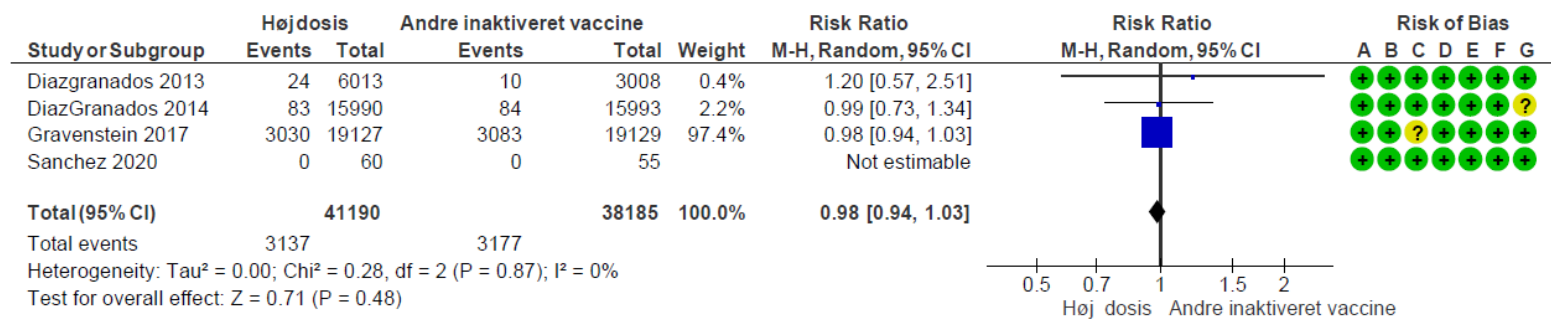 Høj dosis Andre inaktiveret vaccine Risk Ratio Risk Ratio Risk of Bias
Study or Subgroup Events Total Events Total Weight M-H, Random, 95% CI M-H, Random, 95% CI A B C D E F G
Diazgranados 2013 24 6013 10 3008 0.4% 1.20 [0.57, 2.51] + + + + + + +
DiazGranados 2014 83 15990 84 15993 2.2% 0.99 [0.73, 1.34] + + + + + + ?
Gravenstein 2017 3030 19127 3083 19129 97.4% 0.98 [0.94, 1.03] + + ? + + + +
Sanchez 2020 0 60 0 55 Not estimable + + + + + + +
Total (95% CI) 41190 38185 100.0% 0.98 [0.94, 1.03]
Total events 3137 3177
Heterogeneity: Tau² = 0.00; Chi² = 0.28, df = 2 (P = 0.87); I² = 0%
Test for overall effect: Z = 0.71 (P = 0.48)
0.5 0.7 1 1.5 2
Høj dosis Andre inaktiveret vaccine